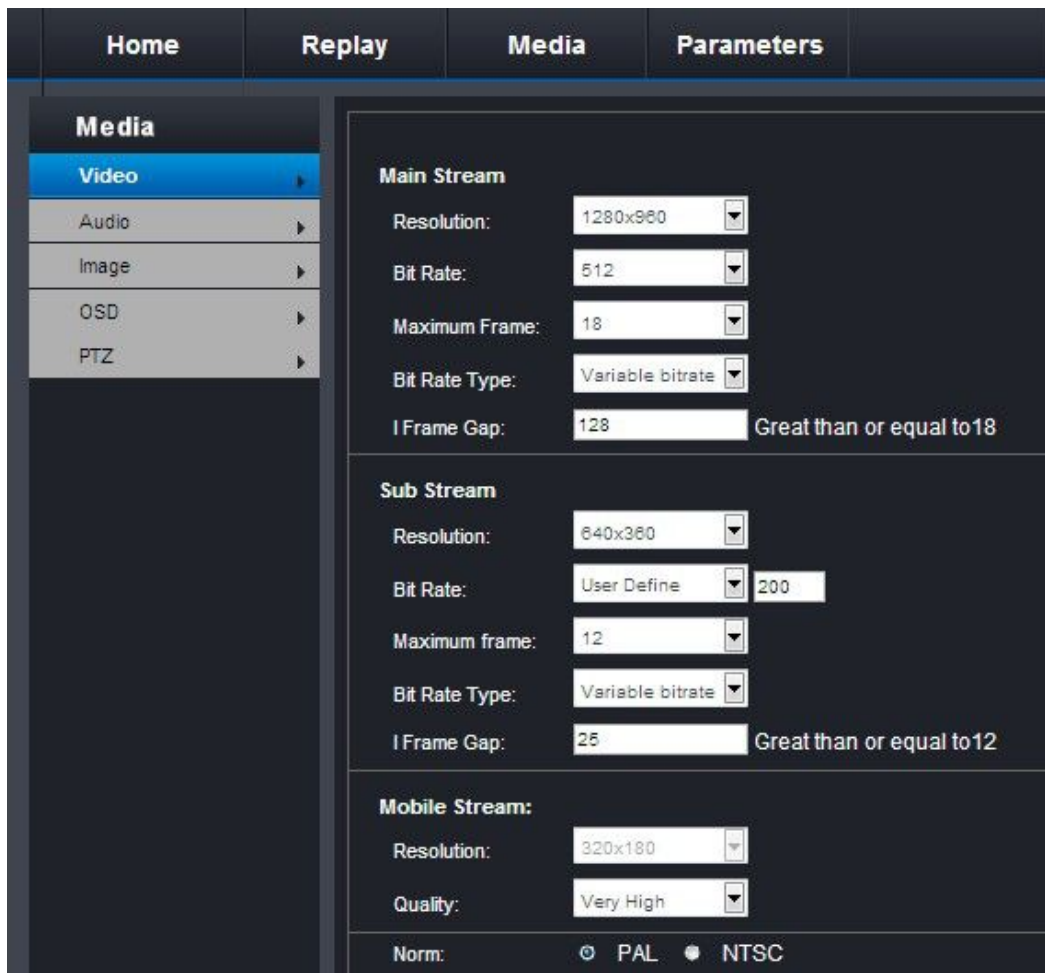 Home Replay Media Parameters
Media
Video
Audio
Image
OSD
PTZ
Main Stream
Resolution: 1280x960
Bit Rate: 512
Maximum Frame: 18
Bit Rate Type: Variable bitrate
I Frame Gap: 128 Great than or equal to18
Sub Stream
Resolution: 640x360
Bit Rate: User Define 200
Maximum frame: 12
Bit Rate Type: Variable bitrate
I Frame Gap: 25 Great than or equal to12
Mobile Stream:
Resolution: 320x180
Quality: Very High
Norm: PAL NTSC